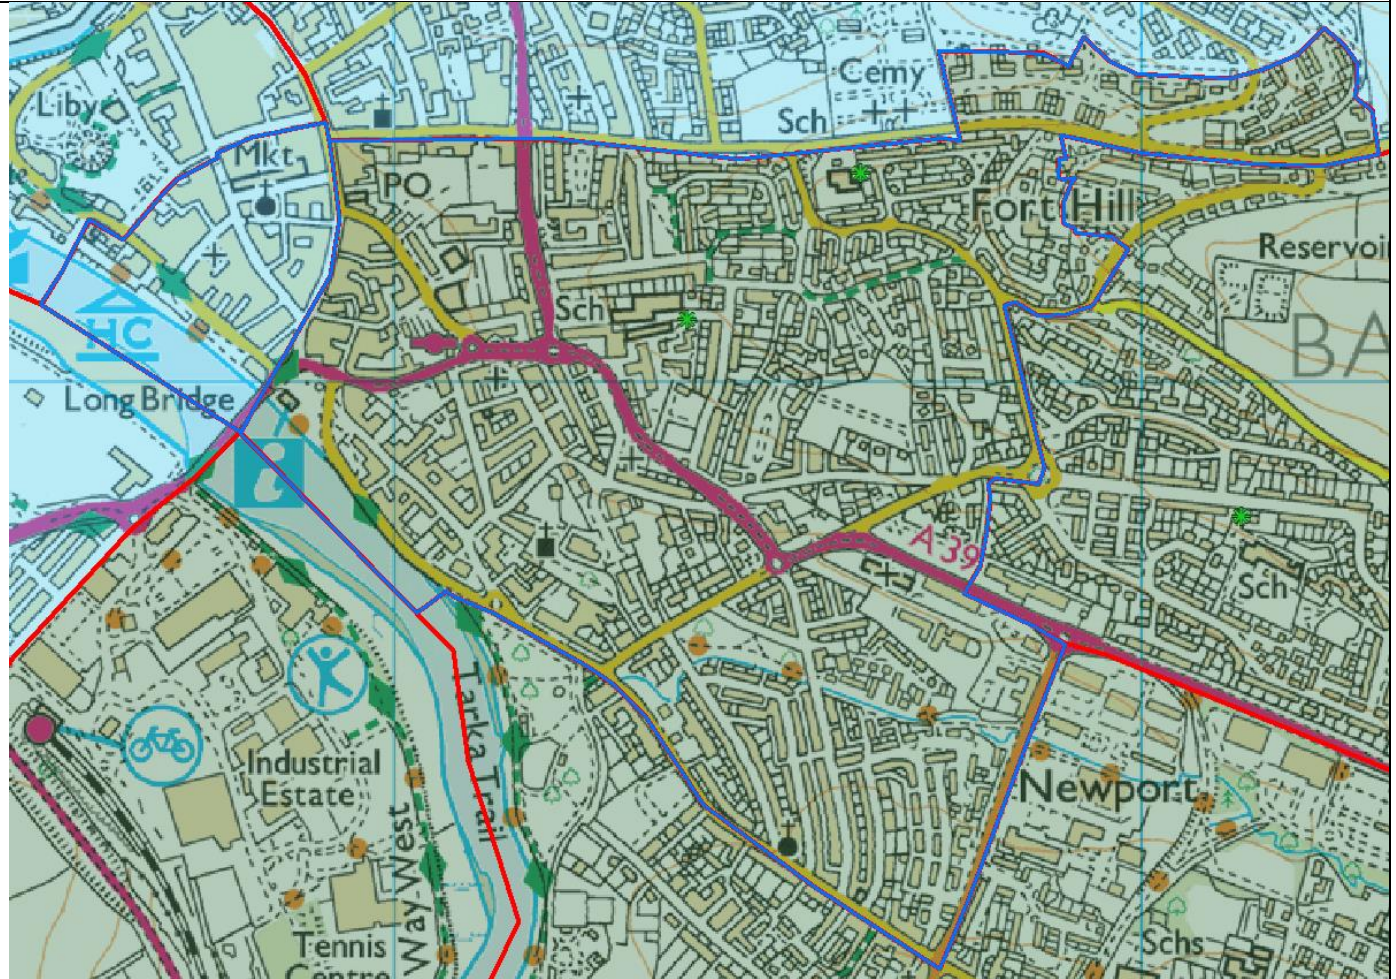 Cemy
Liby
Sch
Mkt
PO
Fort Hill
Reservoi
HC
Sch
BA
Long Bridge
i
A 39
Sch
Tarka Trail
Industrial
Estate
Newport
Way West
Tennis
Centre
Schs